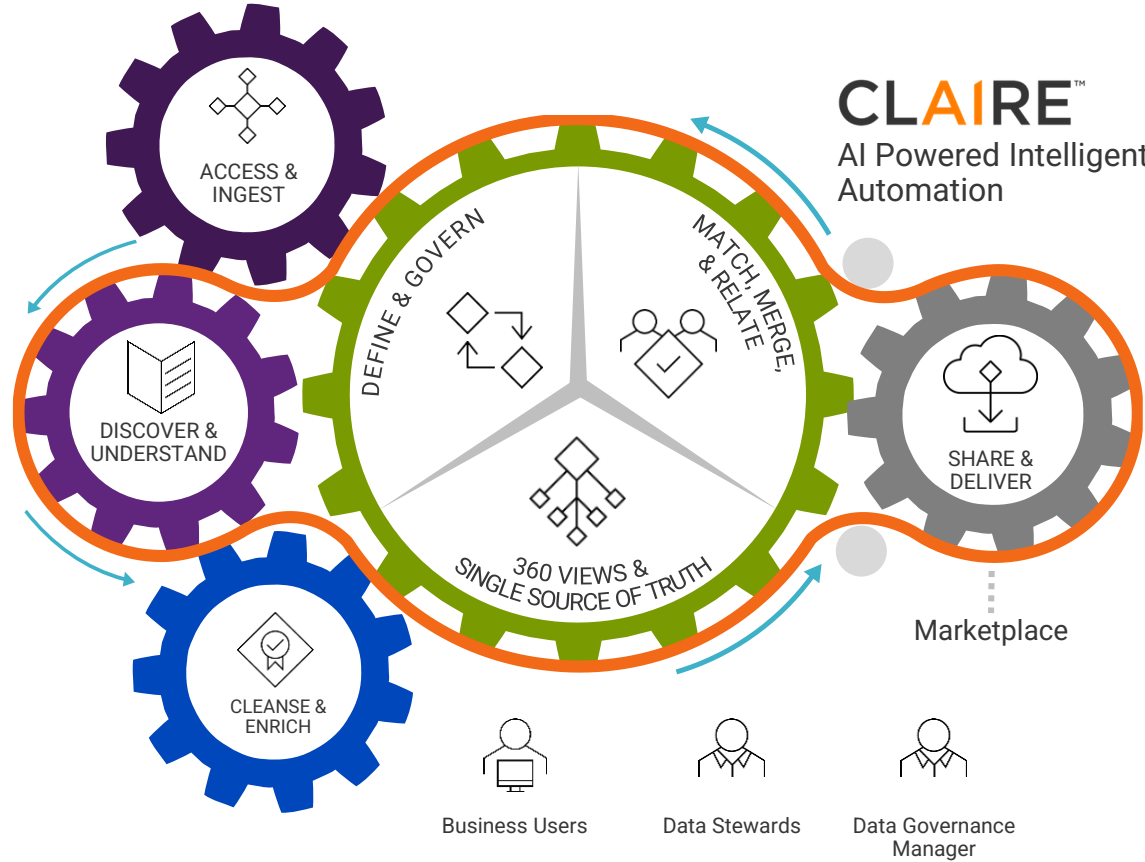 ACCESS &
INGEST
CLAIRE™
AI Powered Intelligent
Automation
DEFINE & GOVERN
MATCH, MERGE,
& RELATE
DISCOVER &
UNDERSTAND
SHARE &
DELIVER
360 VIEWS &
SINGLE SOURCE OF TRUTH
Marketplace
CLEANSE &
ENRICH
Business Users
Data Stewards
Data Governance
Manager